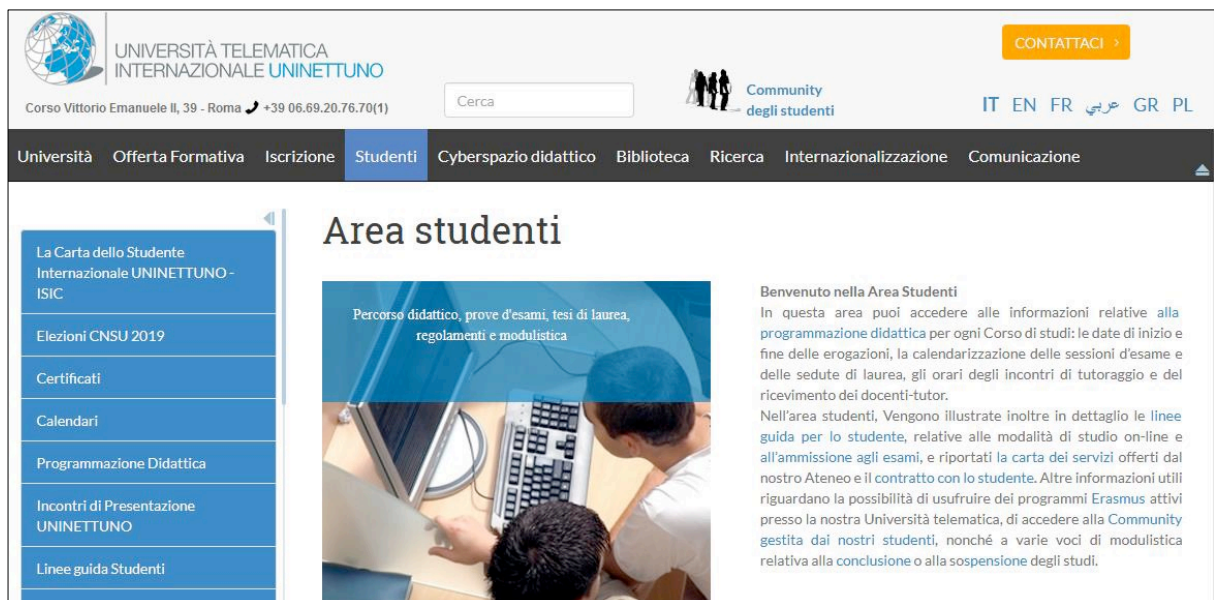 UNIVERSITÀ TELEMATICA
INTERNAZIONALE UNINETTUNO
Corso Vittorio Emanuele II, 39 - Roma +39 06.69.20.76.70(1)
Cerca
Community
degli studenti
CONTATTACI >
IT EN FR عربي GR PL
Università Offerta Formativa Iscrizione Studenti Cyberspazio didattico Biblioteca Ricerca Internazionalizzazione Comunicazione
La Carta dello Studente
Internazionale UNINETTUNO -
ISIC
Elezioni CNSU 2019
Certificati
Calendari
Programmazione Didattica
Incontri di Presentazione
UNINETTUNO
Linee guida Studenti
Area studenti
Percorso didattico, prove d'esami, tesi di laurea,
regolamenti e modulistica
Benvenuto nella Area Studenti
In questa area puoi accedere alle informazioni relative alla
programmazione didattica per ogni Corso di studi: le date di inizio e
fine delle erogazioni, la calendarizzazione delle sessioni d'esame e
delle sedute di laurea, gli orari degli incontri di tutoraggio e del
ricevimento dei docenti-tutor.
Nell'area studenti, Vengono illustrate inoltre in dettaglio le linee
guida per lo studente, relative alle modalità di studio on-line e
all'ammissione agli esami, e riportati la carta dei servizi offerti dal
nostro Ateneo e il contratto con lo studente. Altre informazioni utili
riguardano la possibilità di usufruire dei programmi Erasmus attivi
presso la nostra Università telematica, di accedere alla Community
gestita dai nostri studenti, nonché a varie voci di modulistica
relativa alla conclusione o alla sospensione degli studi.